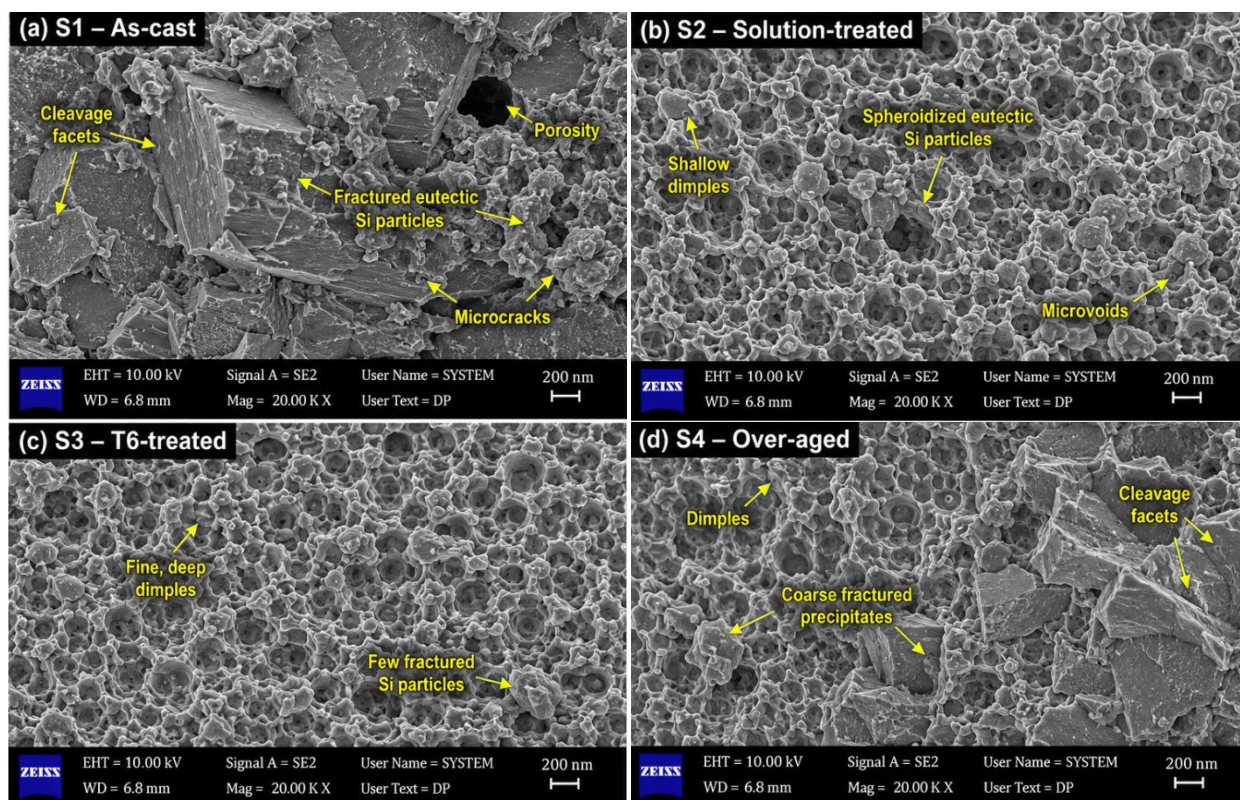 (a) S1 – As-cast
Cleavage
facets
Porosity
Fractured eutectic
Si particles
Microcracks
ZEISS
EHT = 10.00 kV
Signal A = SE2
User Name = SYSTEM
200 nm
WD = 6.8 mm
Mag = 20.00 K X
User Text = DP
(b) S2 – Solution-treated
Spheroidized eutectic
Si particles
Shallow
dimples
Microvoids
ZEISS
EHT = 10.00 kV
Signal A = SE2
User Name = SYSTEM
200 nm
WD = 6.8 mm
Mag = 20.00 K X
User Text = DP
(c) S3 – T6-treated
Fine, deep
dimples
Few fractured
Si particles
ZEISS
EHT = 10.00 kV
Signal A = SE2
User Name = SYSTEM
200 nm
WD = 6.8 mm
Mag = 20.00 K X
User Text = DP
(d) S4 – Over-aged
Dimples
Cleavage
facets
Coarse fractured
precipitates
ZEISS
EHT = 10.00 kV
Signal A = SE2
User Name = SYSTEM
200 nm
WD = 6.8 mm
Mag = 20.00 K X
User Text = DP